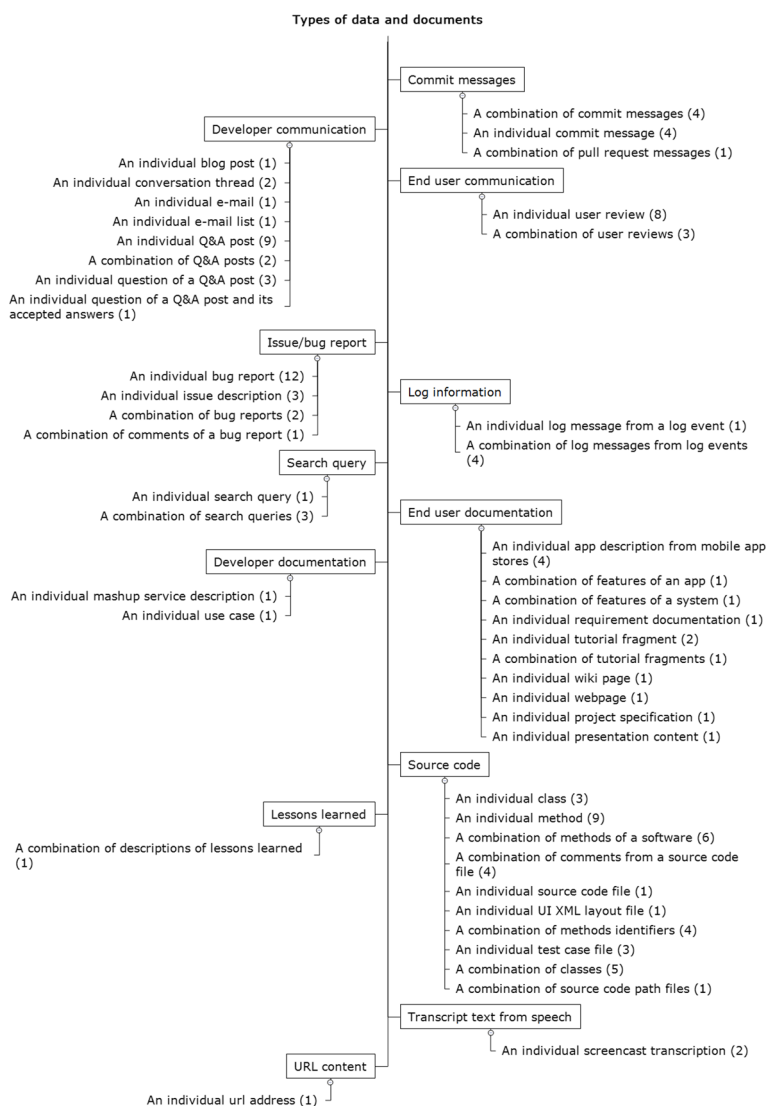 Types of data and documents
Commit messages
A combination of commit messages (4)
An individual commit message (4)
A combination of pull request messages (1)
Developer communication
An individual blog post (1)
An individual conversation thread (2)
An individual e-mail (1)
An individual e-mail list (1)
An individual Q&A post (9)
A combination of Q&A posts (2)
An individual question of a Q&A post (3)
An individual question of a Q&A post and its
accepted answers (1)
End user communication
An individual user review (8)
A combination of user reviews (3)
Issue/bug report
An individual bug report (12)
An individual issue description (3)
A combination of bug reports (2)
A combination of comments of a bug report (1)
Log information
An individual log message from a log event (1)
A combination of log messages from log events
(4)
Search query
An individual search query (1)
A combination of search queries (3)
End user documentation
An individual app description from mobile app
stores (4)
A combination of features of an app (1)
A combination of features of a system (1)
An individual requirement documentation (1)
An individual tutorial fragment (2)
A combination of tutorial fragments (1)
An individual wiki page (1)
An individual webpage (1)
An individual project specification (1)
An individual presentation content (1)
Developer documentation
An individual mashup service description (1)
An individual use case (1)
Source code
An individual class (3)
An individual method (9)
A combination of methods of a software (6)
A combination of comments from a source code
file (4)
An individual source code file (1)
An individual UI XML layout file (1)
A combination of methods identifiers (4)
An individual test case file (3)
A combination of classes (5)
A combination of source code path files (1)
Lessons learned
A combination of descriptions of lessons learned
(1)
Transcript text from speech
An individual screencast transcription (2)
URL content
An individual url address (1)